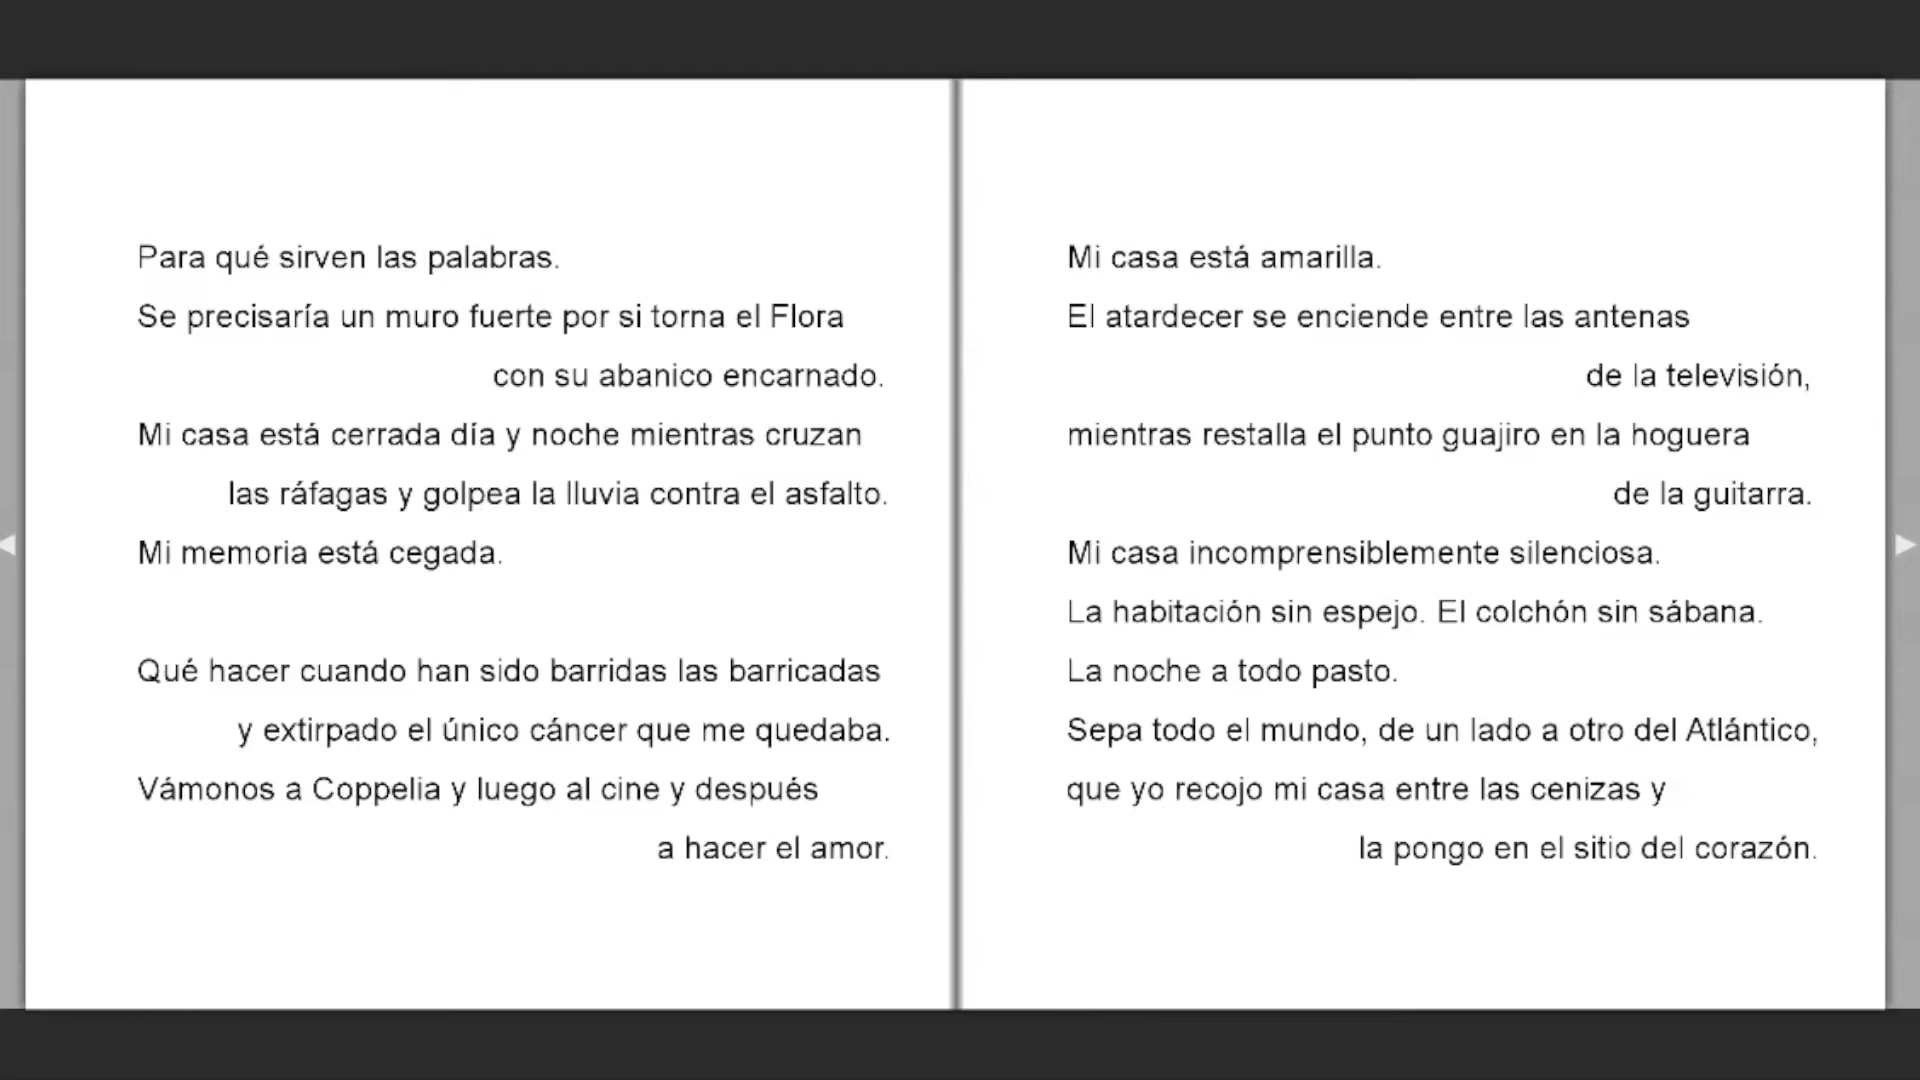 Para qué sirven las palabras.
Se precisaría un muro fuerte por si torna el Flora
con su abanico encarnado.
Mi casa está cerrada día y noche mientras cruzan
las ráfagas y golpea la lluvia contra el asfalto.
Mi memoria está cegada.
Qué hacer cuando han sido barridas las barricadas
y extirpado el único cáncer que me quedaba.
Vámonos a Coppelia y luego al cine y después
a hacer el amor.
Mi casa está amarilla.
El atardecer se enciende entre las antenas
de la televisión,
mientras restalla el punto guajiro en la hoguera
de la guitarra.
Mi casa incomprensiblemente silenciosa.
La habitación sin espejo. El colchón sin sábana.
La noche a todo pasto.
Sepa todo el mundo, de un lado a otro del Atlántico,
que yo recojo mi casa entre las cenizas y
la pongo en el sitio del corazón.